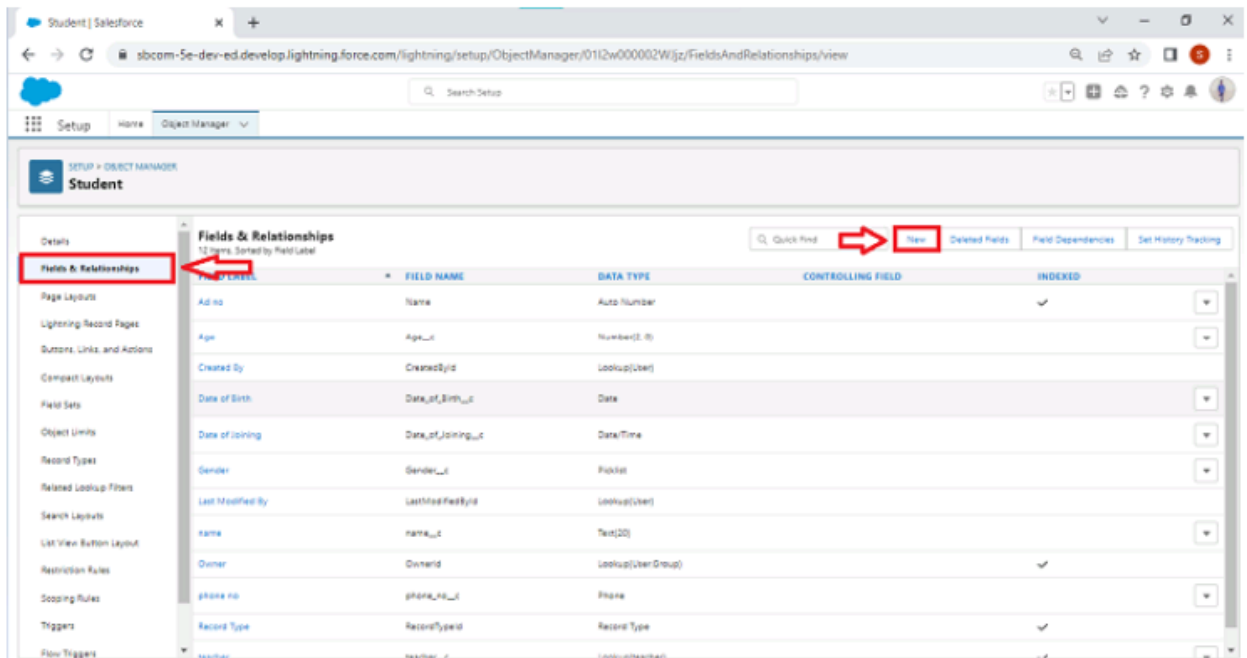 Student | Salesforce
sbcom-5e-dev-ed.develop.lightning.force.com/lightning/setup/ObjectManager/01I2w000002WJjz/FieldsAndRelationships/view
S
Search Setup
Setup Home Object Manager
SETUP > OBJECT MANAGER
Student
Details
Fields & Relationships
Page Layouts
Lightning Record Pages
Buttons, Links, and Actions
Compact Layouts
Field Sets
Object Limits
Record Types
Related Lookup Filters
Search Layouts
List View Button Layout
Restriction Rules
Scoping Rules
Triggers
Flow Triggers
Fields & Relationships
12 Items, Sorted by Field Label
Quick Find New Deleted Fields Field Dependencies Set History Tracking
LABEL FIELD NAME DATA TYPE CONTROLLING FIELD INDEXED
Ad no Name Auto Number
Age Age__c Number(2, 0)
Created By CreatedById Lookup(User)
Date of Birth Date_of_Birth__c Date
Date of Joining Date_of_Joining__c Date/Time
Gender Gender__c Picklist
Last Modified By LastModifiedById Lookup(User)
name name__c Text(20)
Owner OwnerId Lookup(User,Group)
phone no phone_no__c Phone
Record Type RecordTypeId Record Type
teacher teacher__c Lookup(teacher)